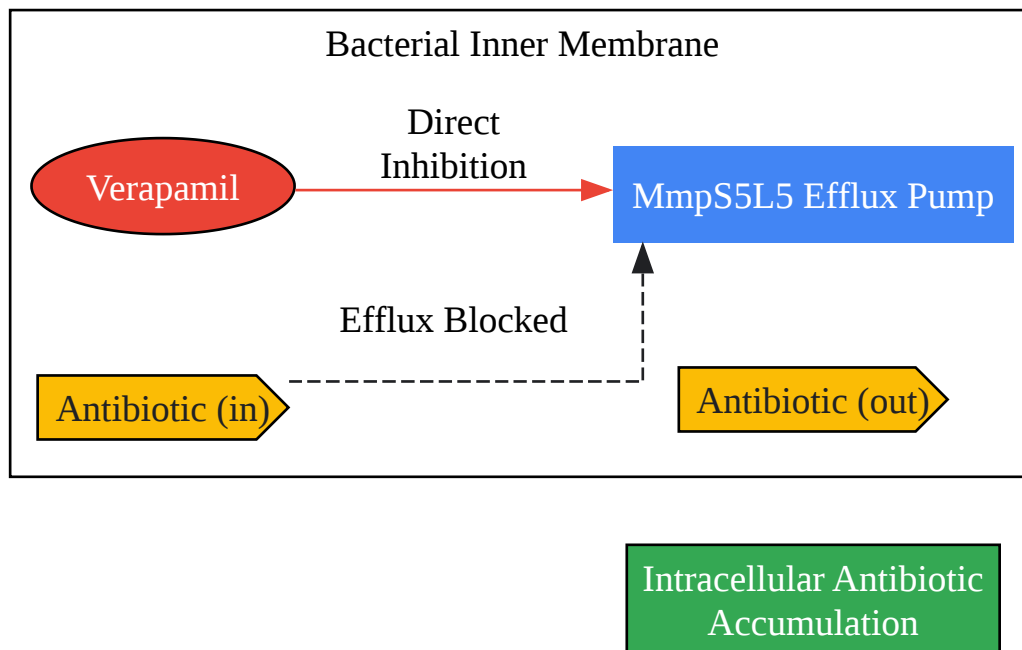 Bacterial Inner Membrane
Direct
Inhibition
Verapamil
MmpS5L5 Efflux Pump
Efflux Blocked
Antibiotic (in)
Antibiotic (out)
Intracellular Antibiotic
Accumulation